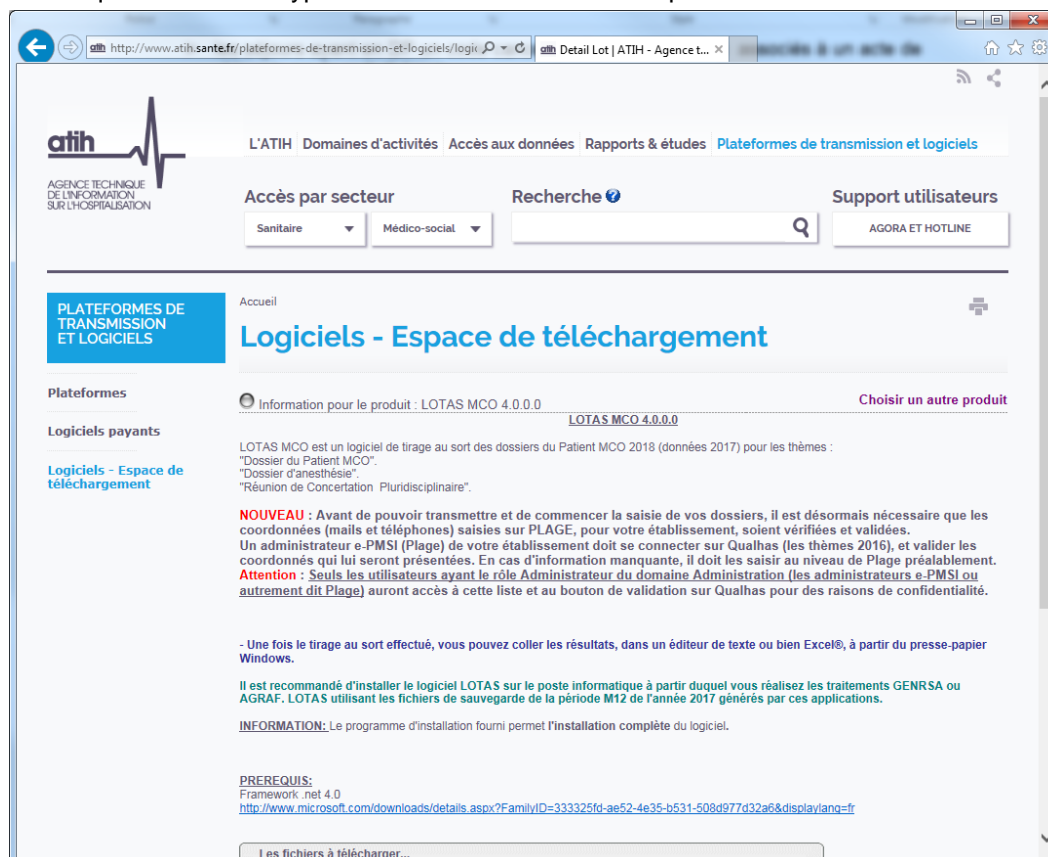 http://www.atih.sante.fr/plateformes-de-transmission-et-logiciels/logic
Detail Lot | ATIH - Agence t...
associés à un acte de
atih
AGENCE TECHNIQUE
DE L'INFORMATION
SUR L'HOSPITALISATION
L'ATIH Domaines d'activités Accès aux données Rapports & études Plateformes de transmission et logiciels
Accès par secteur Recherche Support utilisateurs
Sanitaire Médico-social AGORA ET HOTLINE
PLATEFORMES DE
TRANSMISSION
ET LOGICIELS
Plateformes
Logiciels payants
Logiciels - Espace de
téléchargement
Accueil
Logiciels - Espace de téléchargement
Information pour le produit : LOTAS MCO 4.0.0.0 Choisir un autre produit
LOTAS MCO 4.0.0.0
LOTAS MCO est un logiciel de tirage au sort des dossiers du Patient MCO 2018 (données 2017) pour les thèmes :
"Dossier du Patient MCO".
"Dossier d'anesthésie".
"Réunion de Concertation Pluridisciplinaire".
NOUVEAU : Avant de pouvoir transmettre et de commencer la saisie de vos dossiers, il est désormais nécessaire que les
coordonnées (mails et téléphones) saisies sur PLAGE, pour votre établissement, soient vérifiées et validées.
Un administrateur e-PMSI (Plage) de votre établissement doit se connecter sur Qualhas (les thèmes 2016), et valider les
coordonnés qui lui seront présentées. En cas d'information manquante, il doit les saisir au niveau de Plage préalablement.
Attention : Seuls les utilisateurs ayant le rôle Administrateur du domaine Administration (les administrateurs e-PMSI ou
autrement dit Plage) auront accès à cette liste et au bouton de validation sur Qualhas pour des raisons de confidentialité.
- Une fois le tirage au sort effectué, vous pouvez coller les résultats, dans un éditeur de texte ou bien Excel®, à partir du presse-papier
Windows.
Il est recommandé d'installer le logiciel LOTAS sur le poste informatique à partir duquel vous réalisez les traitements GENRSA ou
AGRAF. LOTAS utilisant les fichiers de sauvegarde de la période M12 de l'année 2017 générés par ces applications.
INFORMATION: Le programme d'installation fourni permet l'installation complète du logiciel.
PREREQUIS:
Framework .net 4.0
http://www.microsoft.com/downloads/details.aspx?FamilyID=333325fd-ae52-4e35-b531-508d977d32a6&displaylang=fr
Les fichiers à télécharger...